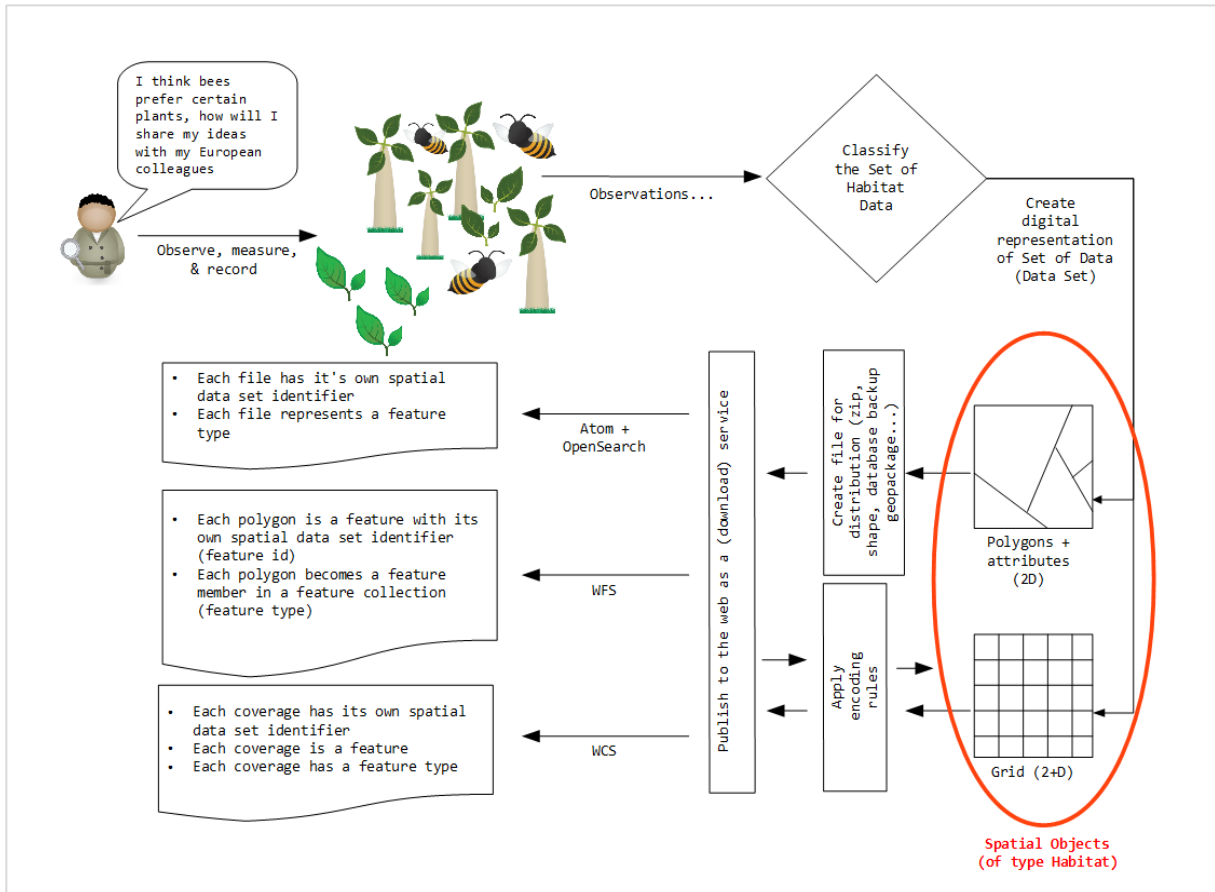 I think bees
prefer certain
plants, how will I
share my ideas
with my European
colleagues
Observe, measure,
& record
Observations...
Classify
the Set of
Habitat
Data
Create
digital
representation
of Set of Data
(Data Set)
• Each file has it's own spatial
data set identifier
• Each file represents a feature
type
Atom +
OpenSearch
Publish to the web as a (download) service
Create file for
distribution (zip,
shape, database backup
geopackage...)
Polygons +
attributes
(2D)
• Each polygon is a feature with its
own spatial data set identifier
(feature id)
• Each polygon becomes a feature
member in a feature collection
(feature type)
WFS
Apply
encoding
rules
• Each coverage has its own spatial
data set identifier
• Each coverage is a feature
• Each coverage has a feature type
WCS
Grid (2+D)
Spatial Objects
(of type Habitat)